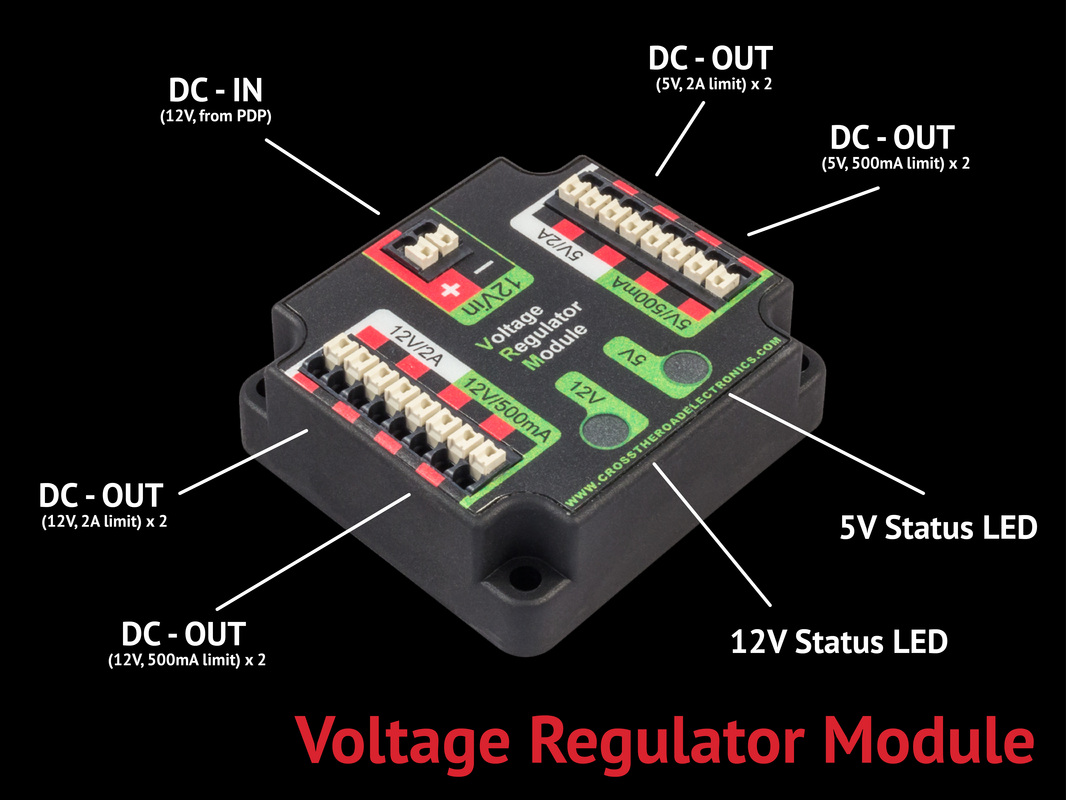 DC - OUT
(5V, 2A limit) x 2
DC - IN
(12V, from PDP)
DC - OUT
(5V, 500mA limit) x 2
5V/2A
5V/500mA
5V/500mA
12Vin
+
-
Voltage
Regulator
Module
12V/2A
12V/500mA
5V
12V
WWW.CROSSTHEROADELECTRONICS.COM
DC - OUT
(12V, 2A limit) x 2
5V Status LED
DC - OUT
(12V, 500mA limit) x 2
12V Status LED
Voltage Regulator Module